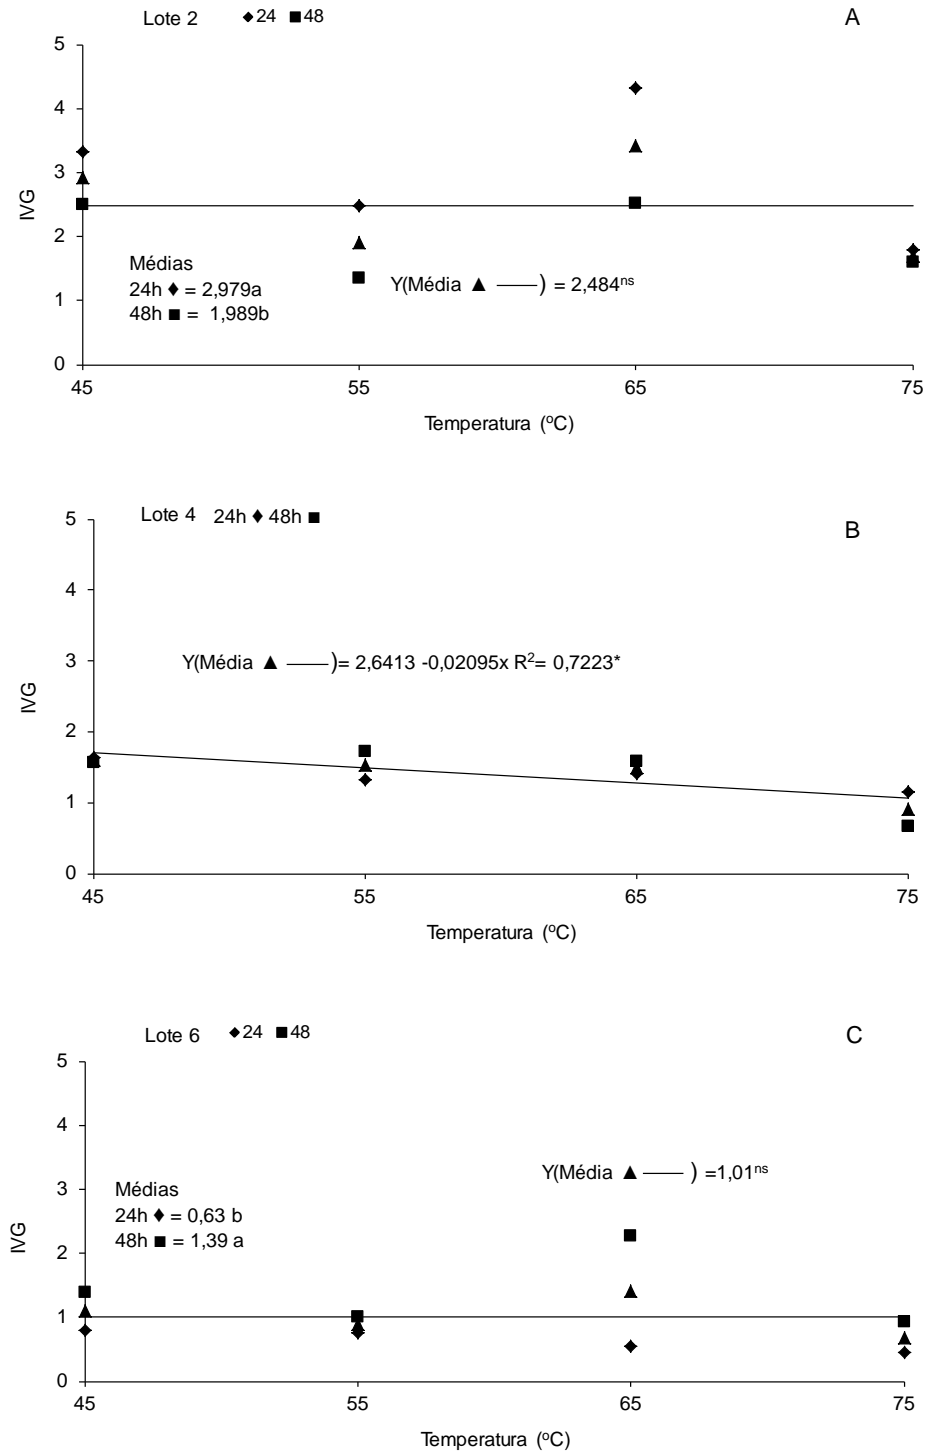 Lote 2 ◆24 ■48
A
5
4
3
2
1
0
IVG
Médias
24h ◆ = 2,979a
48h ■ = 1,989b
Y(Média ▲ ——) = 2,484ns
45 55 65 75
Temperatura (ºC)
Lote 4 24h ◆ 48h ■
B
5
4
3
2
1
0
IVG
Y(Média ▲ ——)= 2,6413 -0,02095x R2= 0,7223*
45 55 65 75
Temperatura (ºC)
Lote 6 ◆24 ■48
C
5
4
3
2
1
0
IVG
Y(Média ▲ —— ) =1,01ns
Médias
24h ◆ = 0,63 b
48h ■ = 1,39 a
45 55 65 75
Temperatura (ºC)